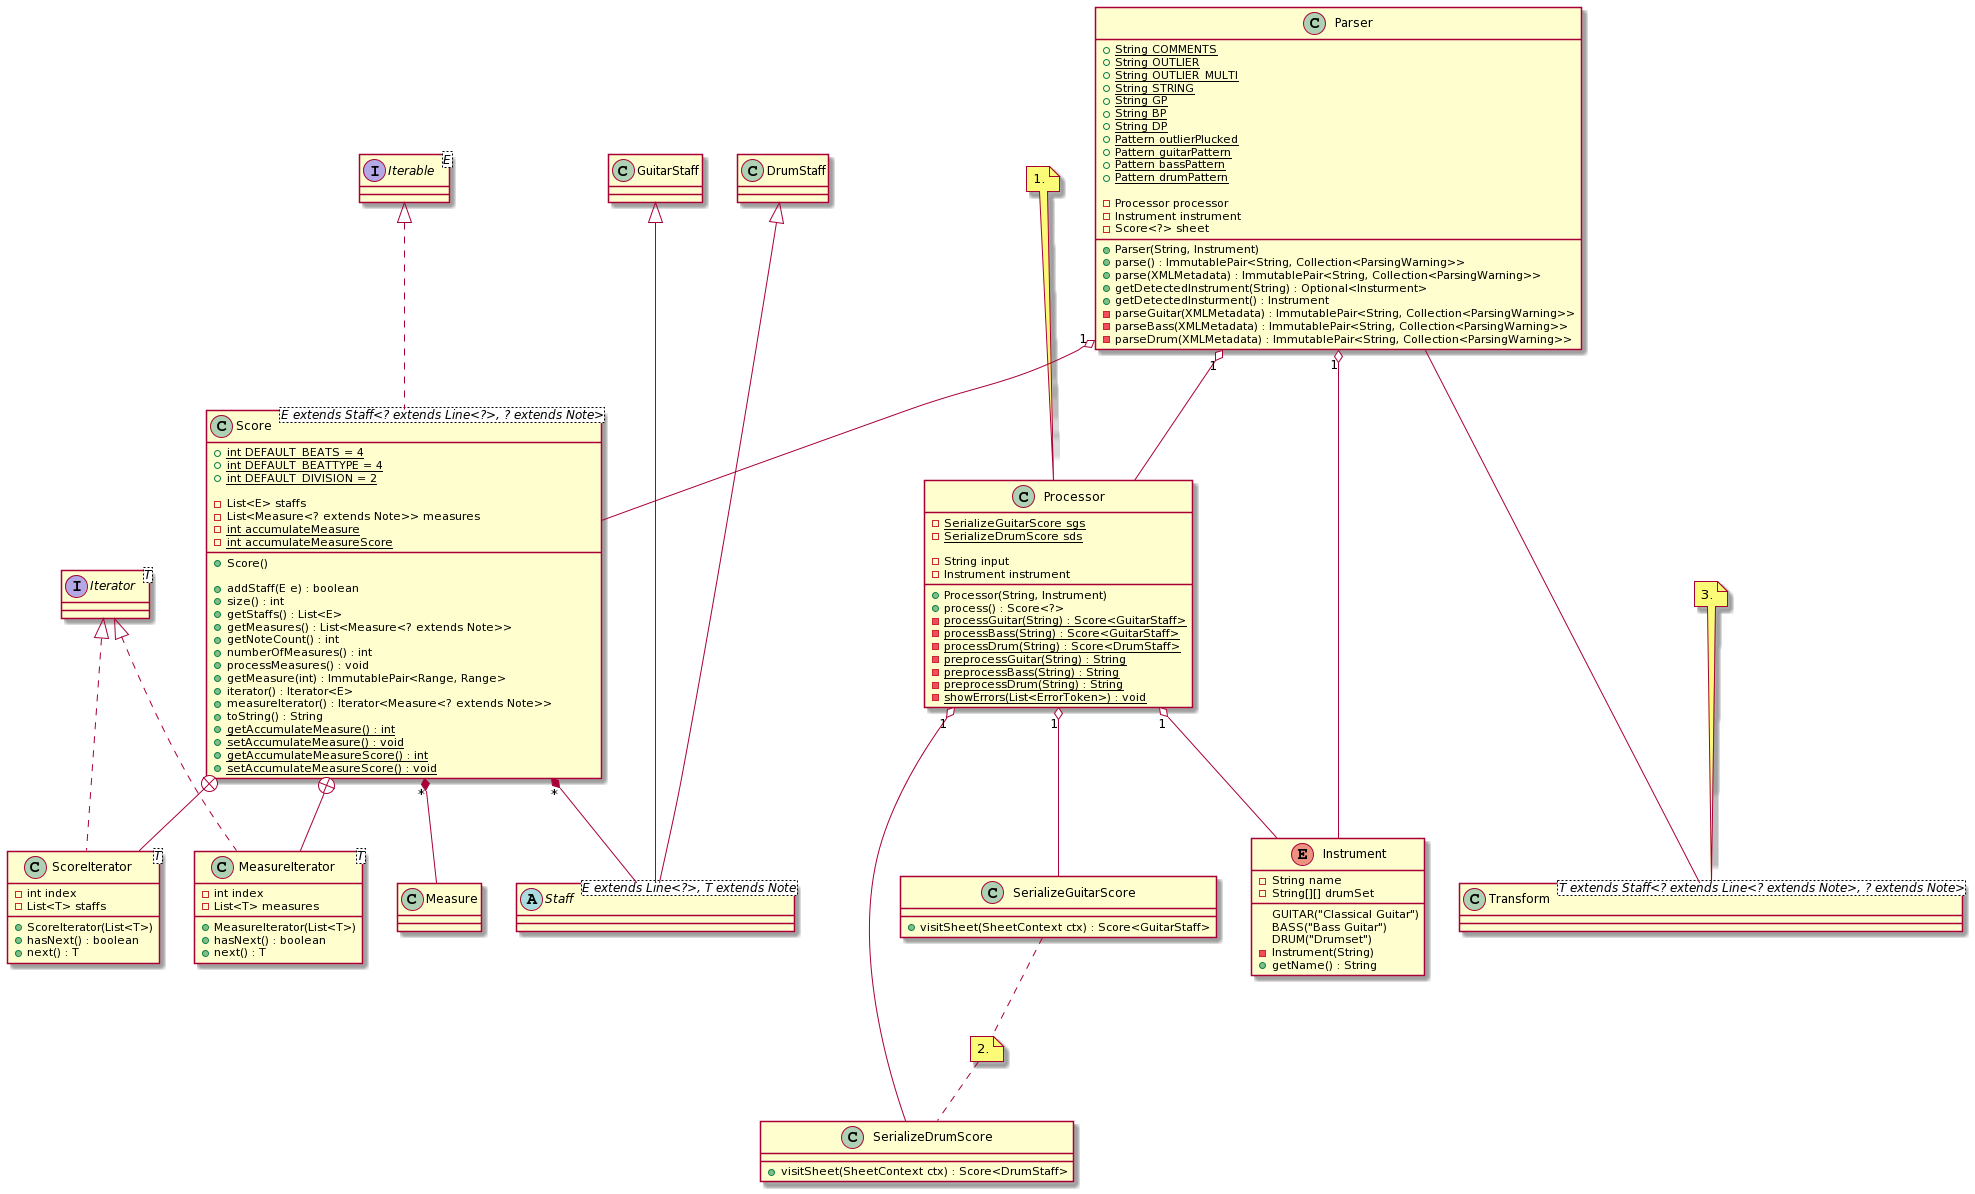 C Parser
String COMMENTS
String OUTLIER
String OUTLIER_MULTI
String STRING
String GP
String BP
String DP
Pattern outlierPlucked
Pattern guitarPattern
Pattern bassPattern
Pattern drumPattern
Processor processor
Instrument instrument
Score<?> sheet
Parser(String, Instrument)
parse() : ImmutablePair<String, Collection<ParsingWarning>>
parse(XMLMetadata) : ImmutablePair<String, Collection<ParsingWarning>>
getDetectedInstrument(String) : Optional<Insturment>
getDetectedInsturment() : Instrument
parseGuitar(XMLMetadata) : ImmutablePair<String, Collection<ParsingWarning>>
parseBass(XMLMetadata) : ImmutablePair<String, Collection<ParsingWarning>>
parseDrum(XMLMetadata) : ImmutablePair<String, Collection<ParsingWarning>>
I Iterable E
C GuitarStaff
C DrumStaff
1.
1
1
1
C Score E extends Staff<? extends Line<?>, ? extends Note>
int DEFAULT_BEATS = 4
int DEFAULT_BEATTYPE = 4
int DEFAULT_DIVISION = 2
List<E> staffs
List<Measure<? extends Note>> measures
int accumulateMeasure
int accumulateMeasureScore
Score()
addStaff(E e) : boolean
size() : int
getStaffs() : List<E>
getMeasures() : List<Measure<? extends Note>>
getNoteCount() : int
numberOfMeasures() : int
processMeasures() : void
getMeasure(int) : ImmutablePair<Range, Range>
iterator() : Iterator<E>
measureIterator() : Iterator<Measure<? extends Note>>
toString() : String
getAccumulateMeasure() : int
setAccumulateMeasure() : void
getAccumulateMeasureScore() : int
setAccumulateMeasureScore() : void
C Processor
SerializeGuitarScore sgs
SerializeDrumScore sds
String input
Instrument instrument
Processor(String, Instrument)
process() : Score<?>
processGuitar(String) : Score<GuitarStaff>
processBass(String) : Score<GuitarStaff>
processDrum(String) : Score<DrumStaff>
preprocessGuitar(String) : String
preprocessBass(String) : String
preprocessDrum(String) : String
showErrors(List<ErrorToken>) : void
I Iterator T
3.
1
1
1
*
*
C ScoreIterator T
int index
List<T> staffs
ScoreIterator(List<T>)
hasNext() : boolean
next() : T
C MeasureIterator T
int index
List<T> measures
MeasureIterator(List<T>)
hasNext() : boolean
next() : T
C Measure
A Staff E extends Line<?>, T extends Note
C SerializeGuitarScore
visitSheet(SheetContext ctx) : Score<GuitarStaff>
E Instrument
String name
String[][] drumSet
GUITAR("Classical Guitar")
BASS("Bass Guitar")
DRUM("Drumset")
Instrument(String)
getName() : String
C Transform T extends Staff<? extends Line<? extends Note>, ? extends Note>
2.
C SerializeDrumScore
visitSheet(SheetContext ctx) : Score<DrumStaff>